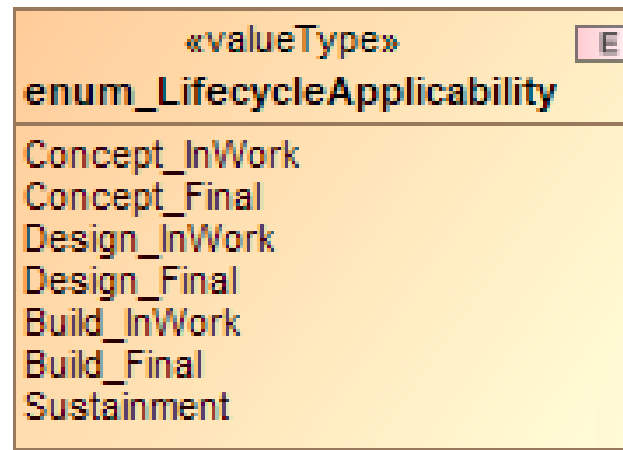 «valueType»
E
enum_LifecycleApplicability
Concept_InWork
Concept_Final
Design_InWork
Design_Final
Build_InWork
Build_Final
Sustainment